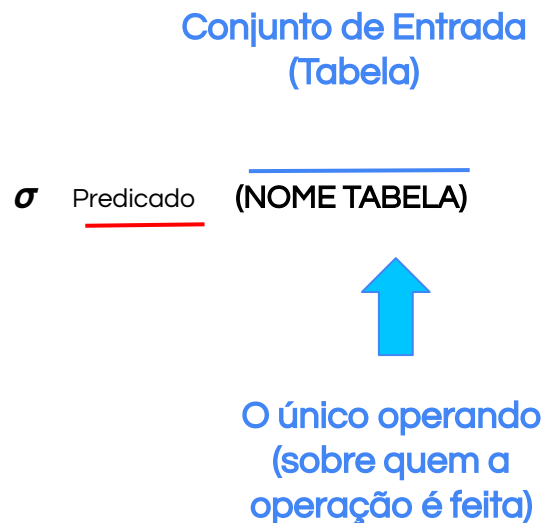 Conjunto de Entrada
(Tabela)
σ Predicado (NOME TABELA)
O único operando
(sobre quem a
operação é feita)